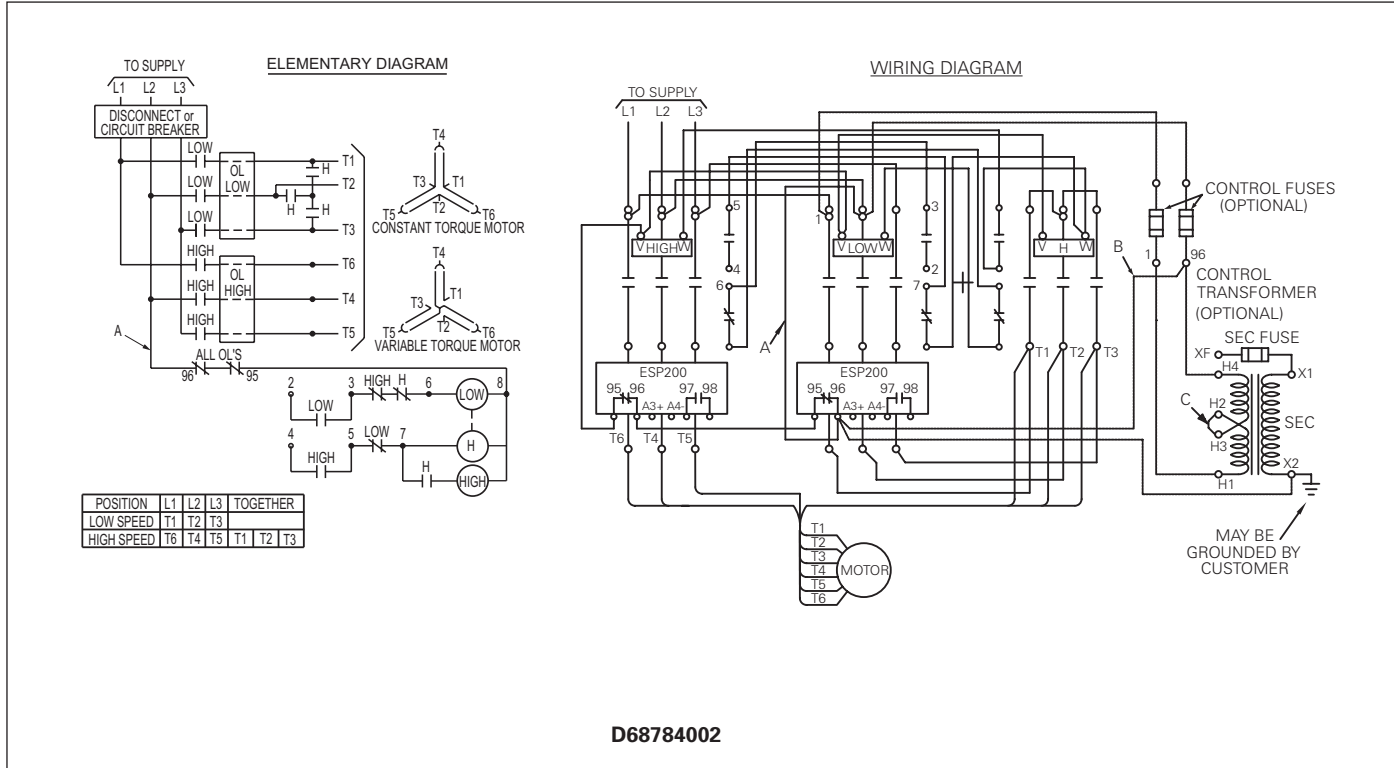 ELEMENTARY DIAGRAM
TO SUPPLY
L1 L2 L3
DISCONNECT or
CIRCUIT BREAKER
LOW
LOW
LOW
OL
LOW
H
H
H
T1
T2
T3
HIGH
HIGH
HIGH
OL
HIGH
T6
T4
T5
A
ALL OL'S
96 95
T4
T3 T1
T2
T5 T6
CONSTANT TORQUE MOTOR
T4
T3 T1
T2
T5 T6
VARIABLE TORQUE MOTOR
2 3 HIGH H 6 8
LOW LOW
4 5 LOW 7
HIGH H
H HIGH
POSITION L1 L2 L3 TOGETHER
LOW SPEED T1 T2 T3
HIGH SPEED T6 T4 T5 T1 T2 T3
WIRING DIAGRAM
TO SUPPLY
L1 L2 L3
5 1 3
V HIGH W V LOW W V H W
4 2
6 7
A
T1 T2 T3
ESP200
95 96 97 98
A3+ A4-
ESP200
95 96 97 98
A3+ A4-
T6 T4 T5
T1
T2
T3
T4
T5
T6
MOTOR
CONTROL FUSES
(OPTIONAL)
B
1 96
CONTROL
TRANSFORMER
(OPTIONAL)
SEC FUSE
XF
H4 X1
C H2
H3
SEC
H1 X2
MAY BE
GROUNDED BY
CUSTOMER
D68784002